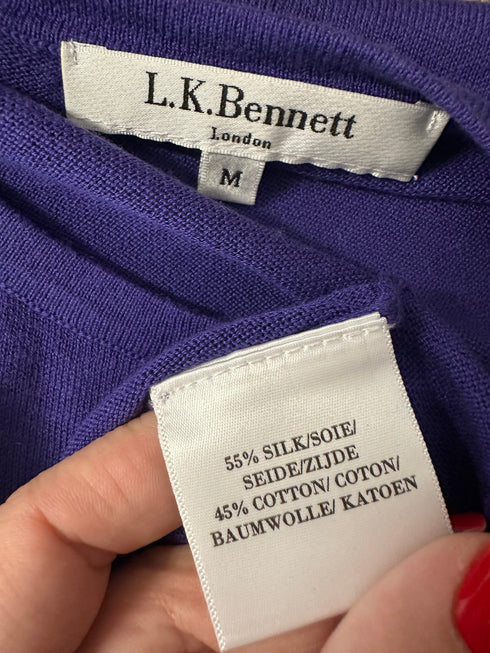 L.K.Bennett
London
M
55% SILK/SOIE/
SEIDE/ZIJDE
45% COTTON/ COTON/
BAUMWOLLE/ KATOEN